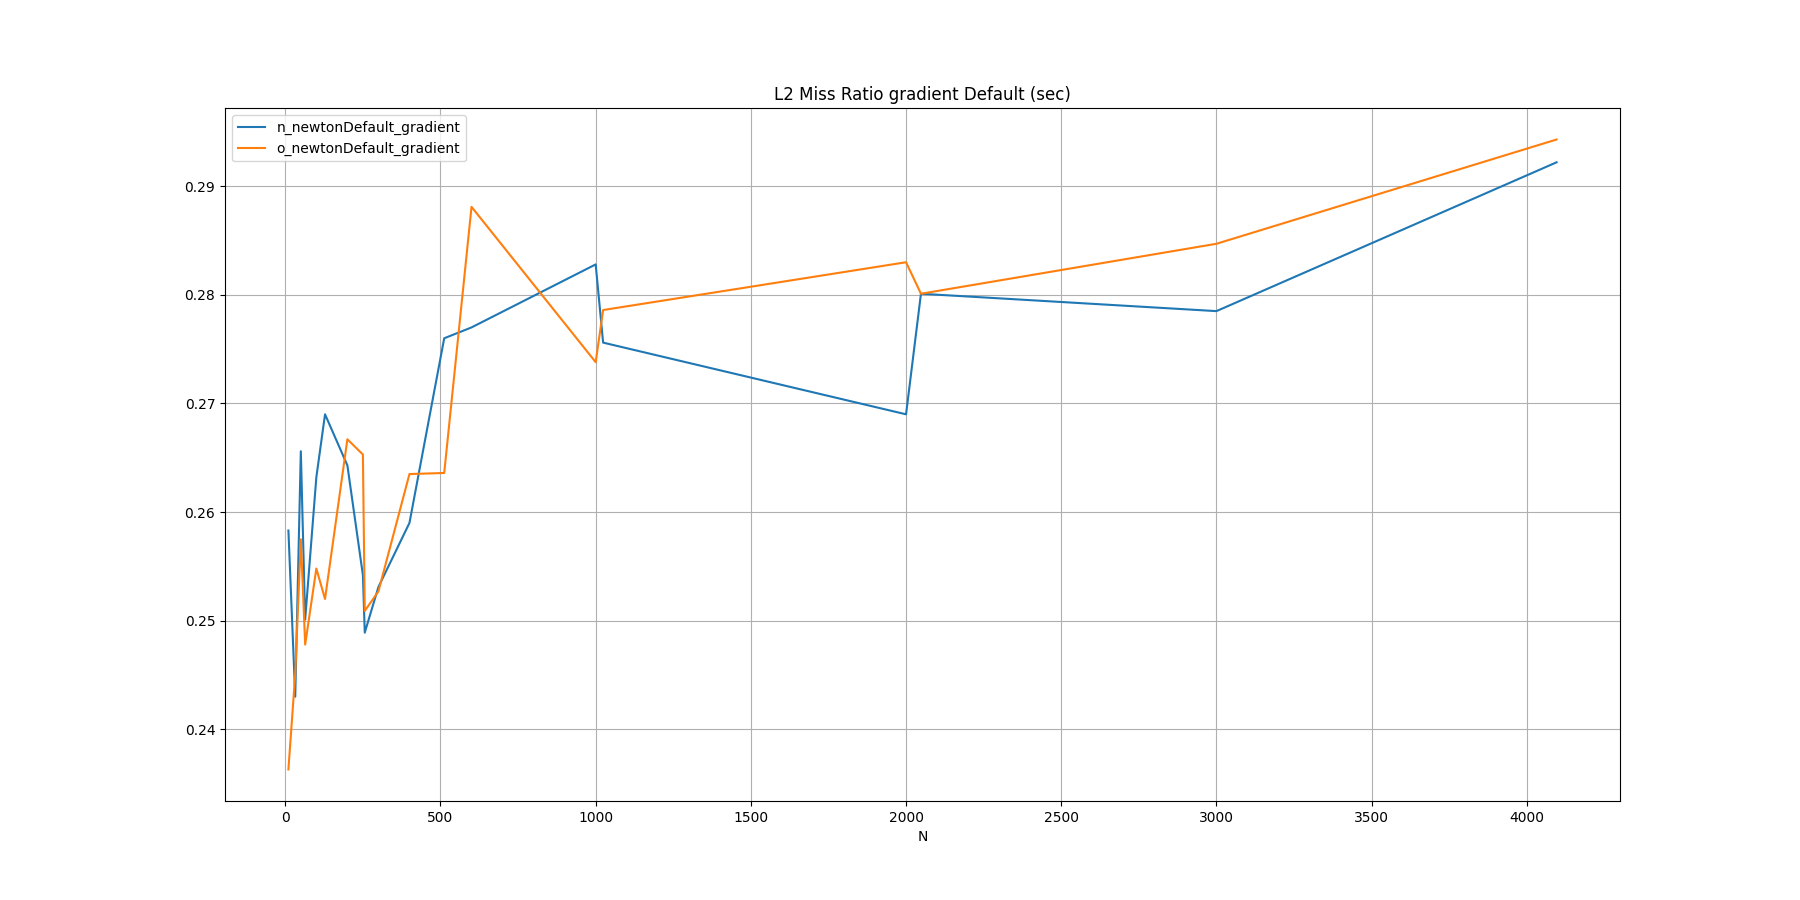 L2 Miss Ratio gradient Default (sec)
n_newtonDefault_gradient
o_newtonDefault_gradient
0.29
0.28
0.27
0.26
0.25
0.24
0 500 1000 1500 2000 2500 3000 3500 4000
N